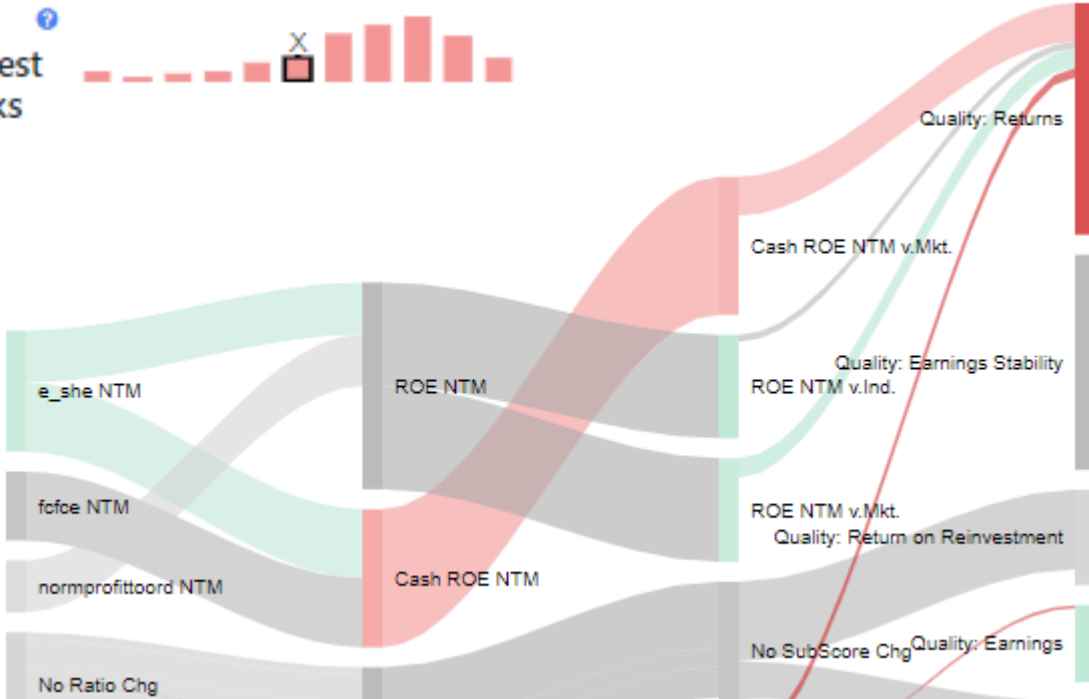 ?
est
ks
X
Quality: Returns
Cash ROE NTM v.Mkt.
Quality: Earnings Stability
e_she NTM
ROE NTM
ROE NTM v.Ind.
fcfce NTM
ROE NTM v.Mkt.
Quality: Return on Reinvestment
normprofittoord NTM
Cash ROE NTM
No SubScore Chg
Quality: Earnings
No Ratio Chg